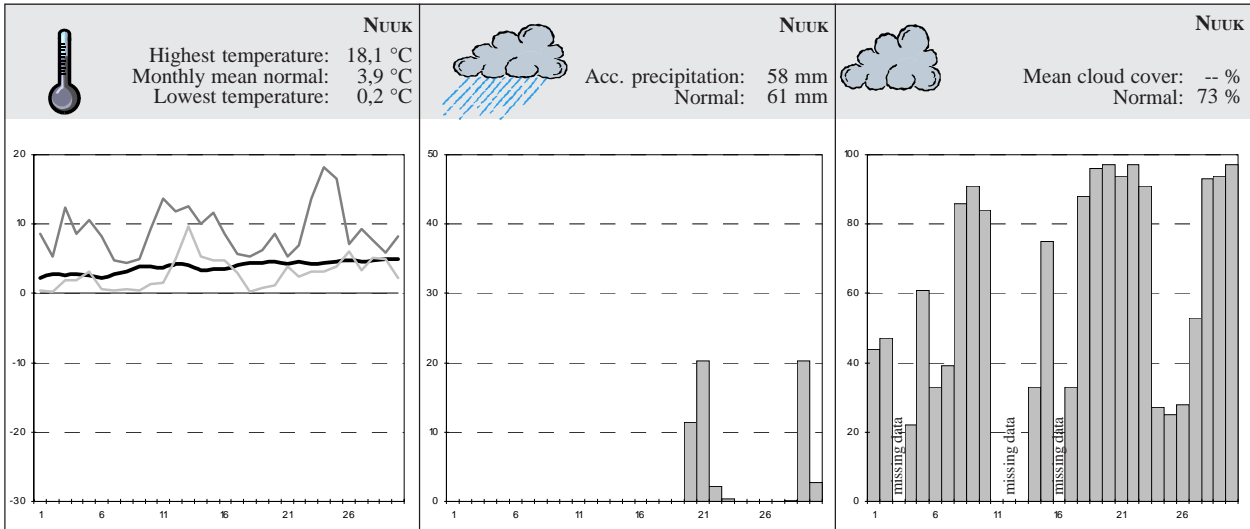 NUUK
Highest temperature: 18,1 °C
Monthly mean normal: 3,9 °C
Lowest temperature: 0,2 °C
20
10
0
-10
-20
-30
1 6 11 16 21 26
NUUK
Acc. precipitation: 58 mm
Normal: 61 mm
50
40
30
20
10
0
1 6 11 16 21 26
NUUK
Mean cloud cover: -- %
Normal: 73 %
100
80
60
40
20
0
missing data
missing data
missing data
1 6 11 16 21 26